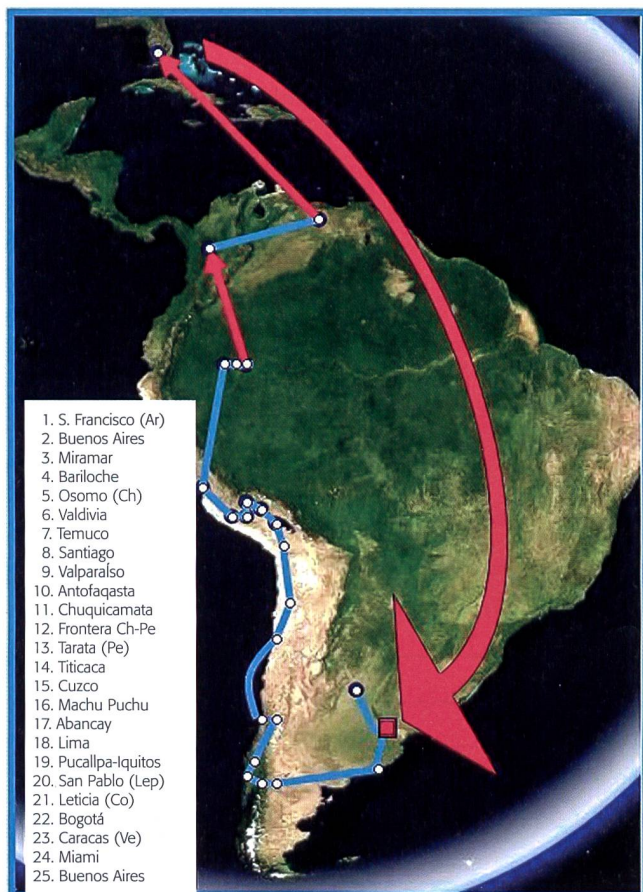 1. S. Francisco (Ar)
2. Buenos Aires
3. Miramar
4. Bariloche
5. Osomo (Ch)
6. Valdivia
7. Temuco
8. Santiago
9. ValparaÍso
10. Antofaqasta
11. Chuquicamata
12. Frontera Ch-Pe
13. Tarata (Pe)
14. Titicaca
15. Cuzco
16. Machu Puchu
17. Abancay
18. Lima
19. Pucallpa-Iquitos
20. San Pablo (Lep)
21. Leticia (Co)
22. Bogotá
23. Caracas (Ve)
24. Miami
25. Buenos Aires